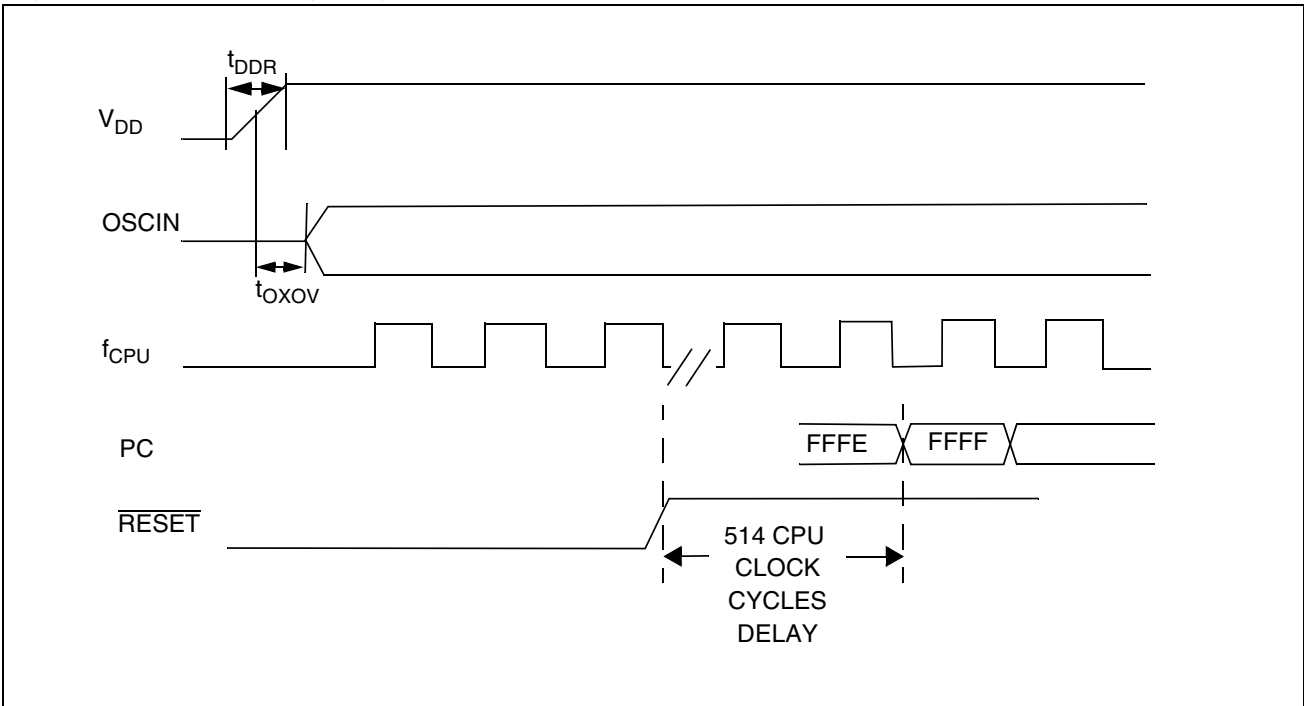 tDDR
VDD
OSCIN
tOXOV
fCPU
PC
FFFE
FFFF
RESET
514 CPU
CLOCK
CYCLES
DELAY